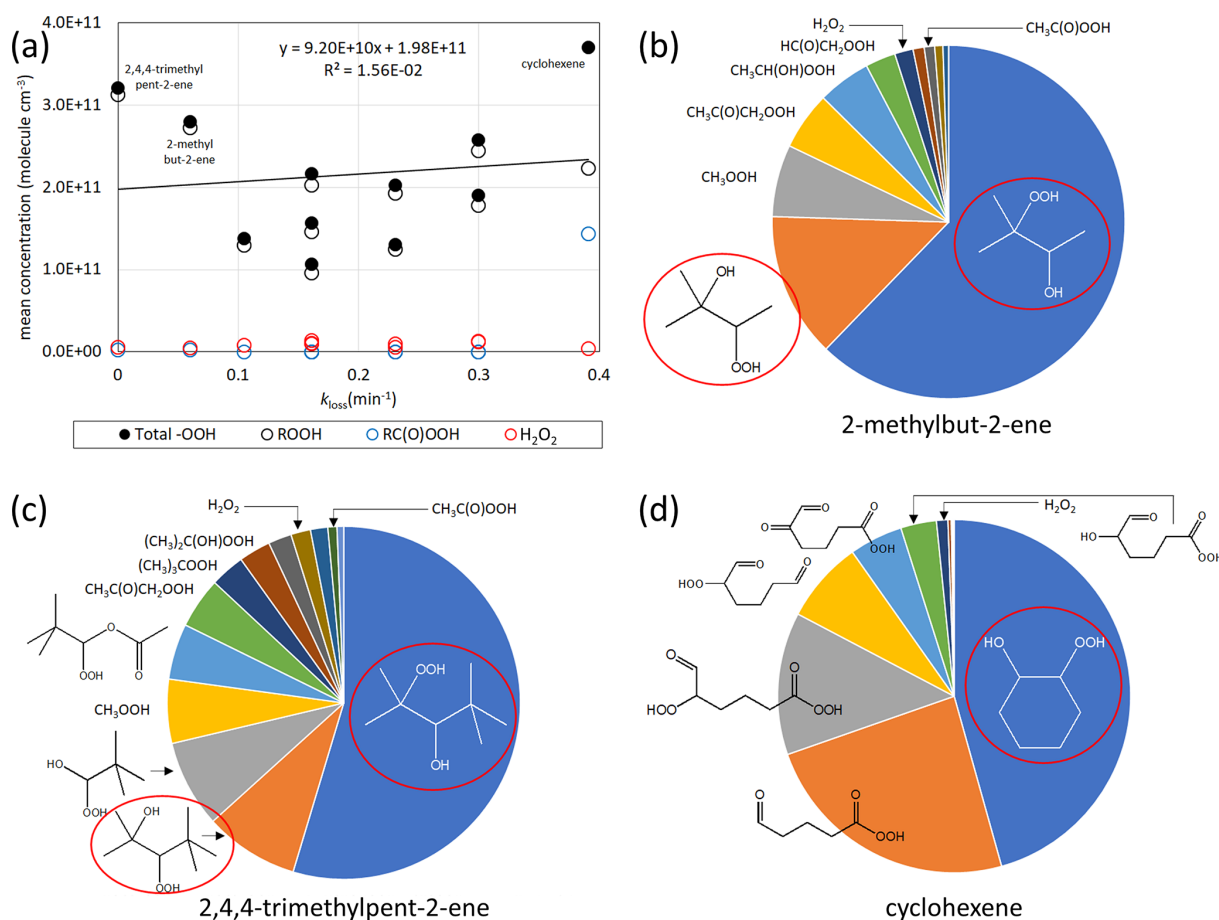 (a)
4.0E+11
3.0E+11
2.0E+11
1.0E+11
0.0E+00
mean concentration (molecule cm⁻³)
y = 9.20E+10x + 1.98E+11
R² = 1.56E-02
2,4,4-trimethyl
pent-2-ene
2-methyl
but-2-ene
cyclohexene
0
0.1
0.2
0.3
0.4
k_loss(min⁻¹)
Total -OOH
ROOH
RC(O)OOH
H₂O₂
(b)
H₂O₂
CH₃C(O)OOH
HC(O)CH₂OOH
CH₃CH(OH)OOH
CH₃C(O)CH₂OOH
CH₃OOH
OOH
OH
OH
OOH
2-methylbut-2-ene
(c)
H₂O₂
CH₃C(O)OOH
(CH₃)₂C(OH)OOH
(CH₃)₃COOH
CH₃C(O)CH₂OOH
O
OOH
O
CH₃OOH
HO
OOH
OH
OOH
OOH
OH
2,4,4-trimethylpent-2-ene
(d)
H₂O₂
O
O
O
OOH
O
HO
OOH
HOO
O
O
O
O
HOO
OOH
O
O
OOH
HO
OOH
cyclohexene